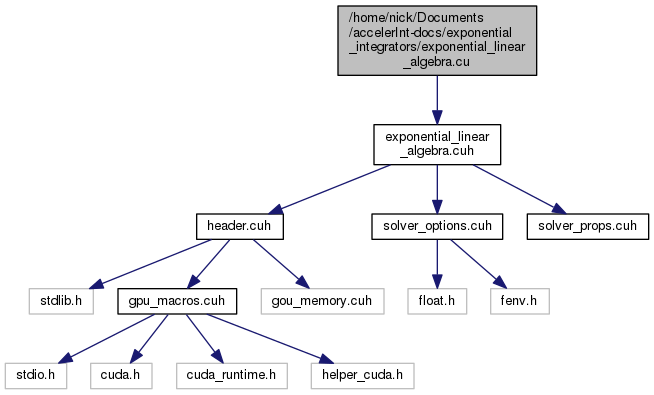 /home/nick/Documents
/accelerInt-docs/exponential
_integrators/exponential_linear
_algebra.cu
exponential_linear
_algebra.cuh
header.cuh
solver_options.cuh
solver_props.cuh
stdlib.h
gpu_macros.cuh
gou_memory.cuh
float.h
fenv.h
stdio.h
cuda.h
cuda_runtime.h
helper_cuda.h